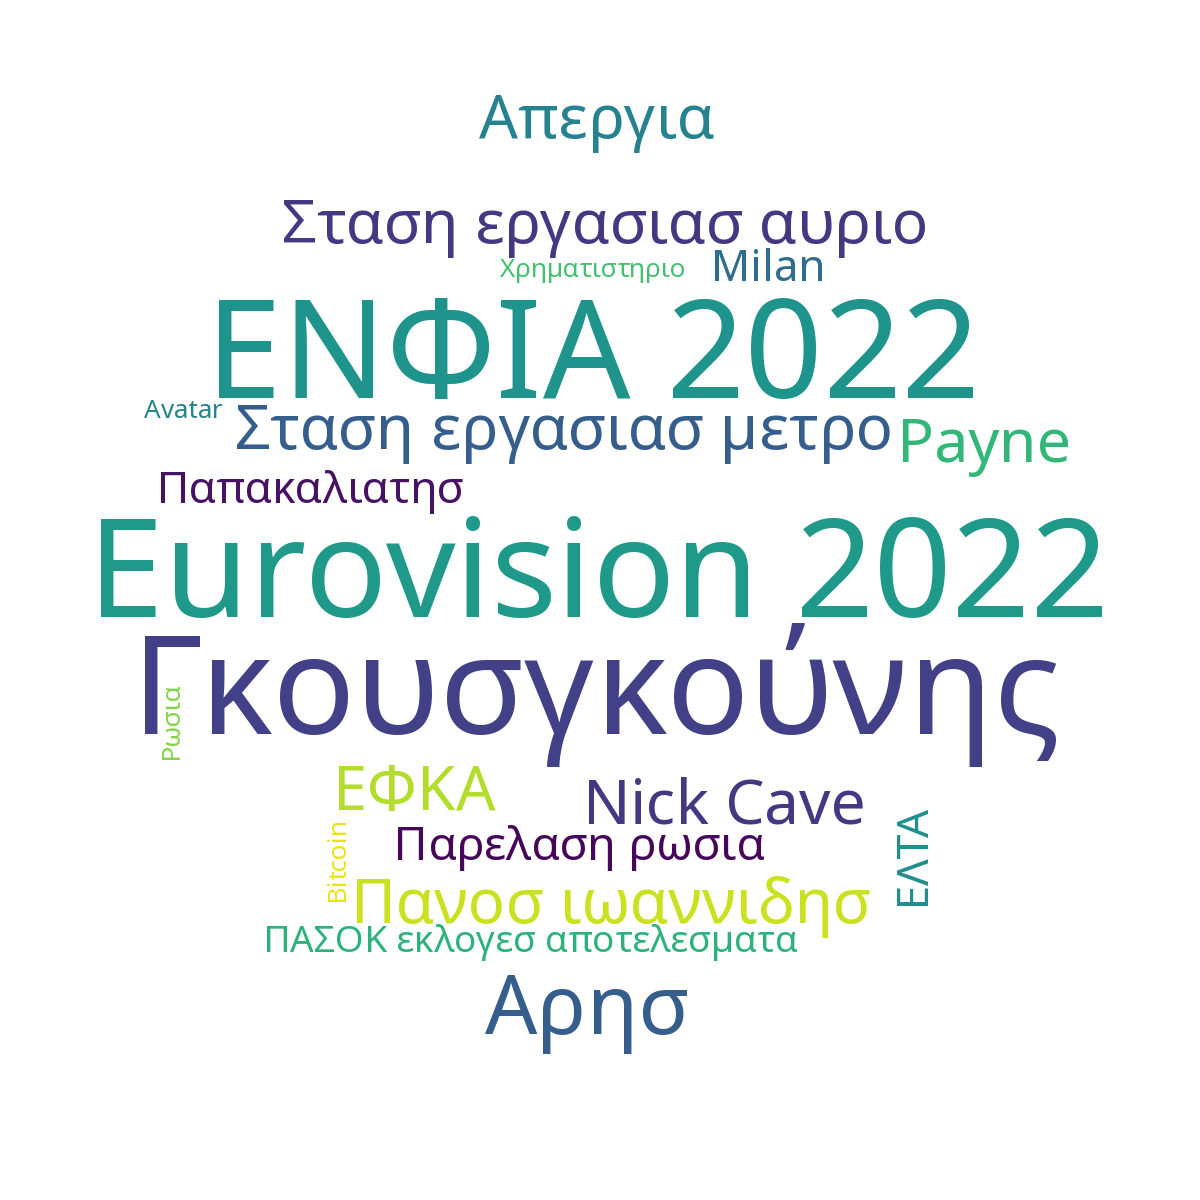 Απεργια
Σταση εργασιασ αυριο
Χρηματιστηριο
Milan
ΕΝΦΙΑ 2022
Avatar
Σταση εργασιασ μετρο
Payne
Παπακαλιατησ
Eurovision 2022
Γκουσγκούνης
Ρωσια
ΕΦΚΑ
Nick Cave
Παρελαση ρωσια
ΕΛΤΑ
Bitcoin
Πανοσ ιωαννιδησ
ΠΑΣΟΚ εκλογεσ αποτελεσματα
Αρησ